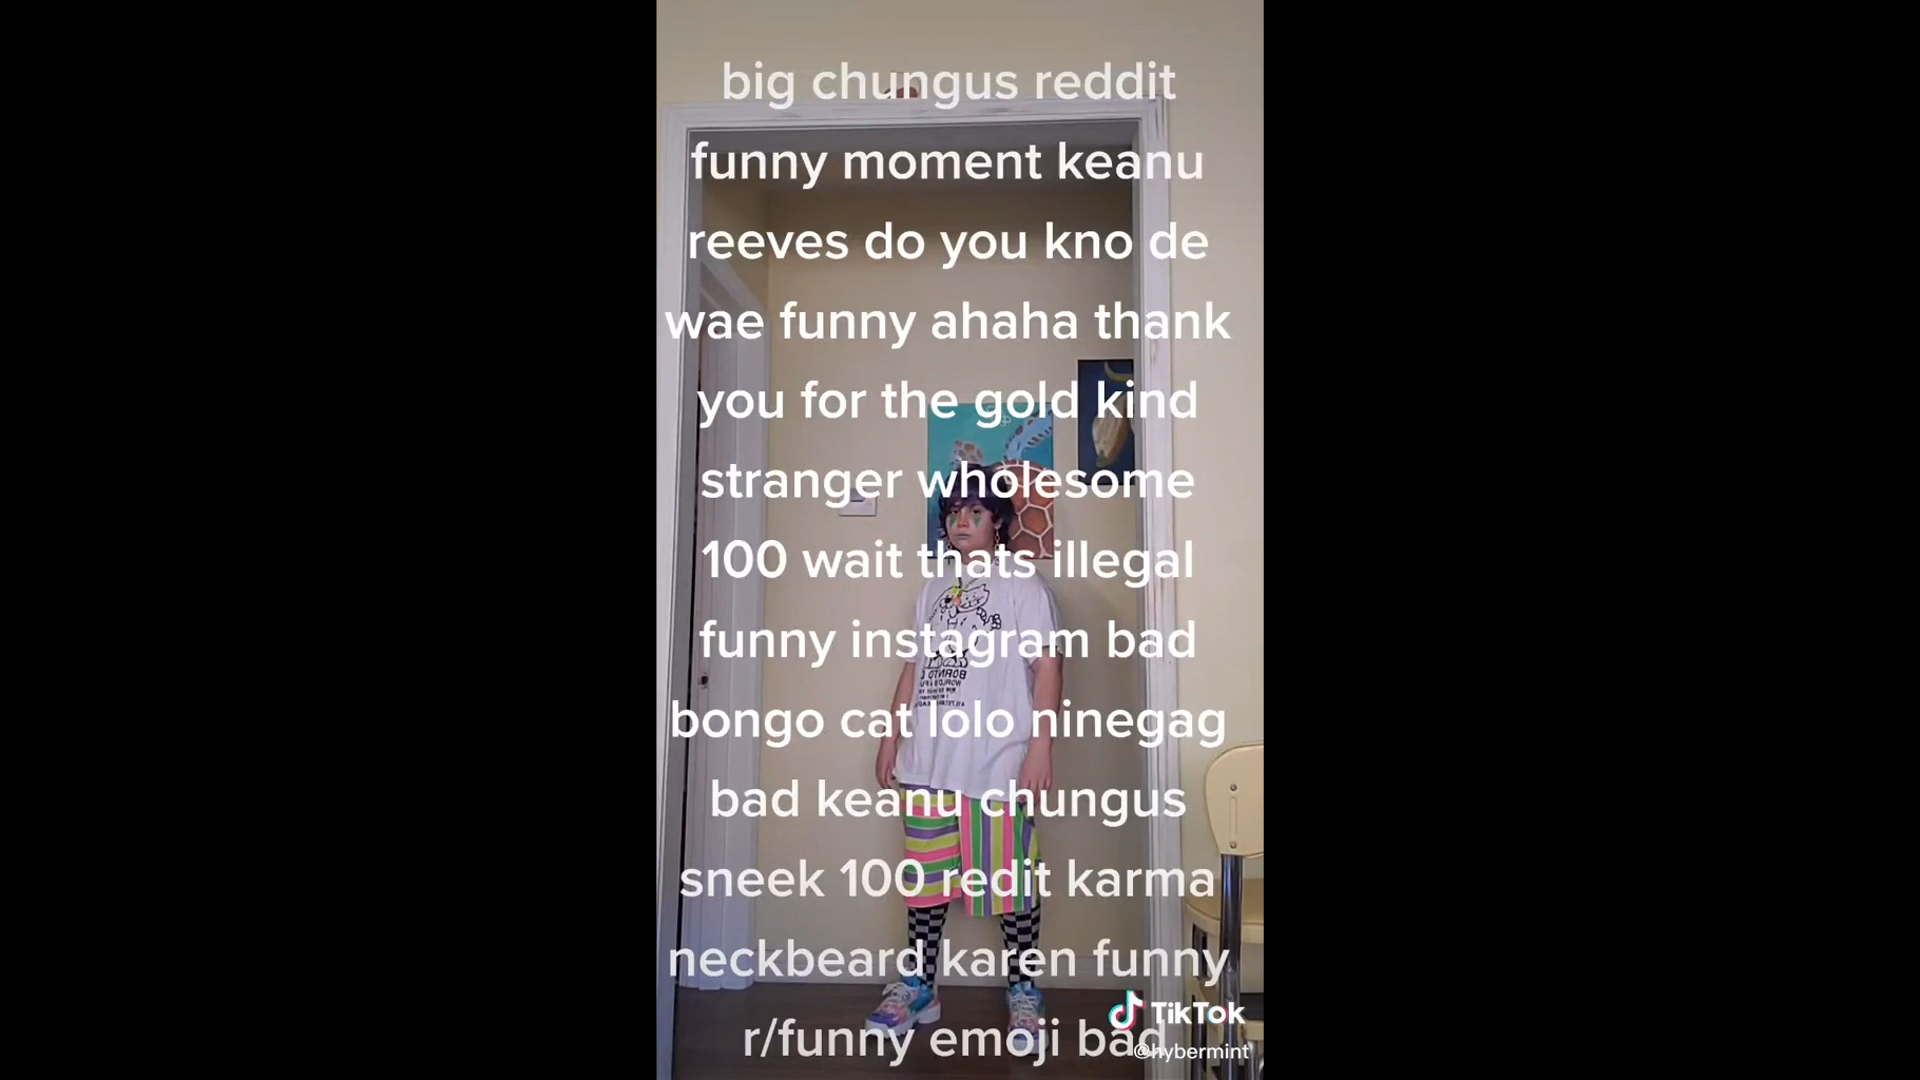 big chungus reddit
funny moment keanu
reeves do you kno de
wae funny ahaha thank
you for the gold kind
stranger wholesome
100 wait thats illegal
funny instagram bad
bongo cat lolo ninegag
bad keanu chungus
sneek 100 redit karma
neckbeard karen funny
r/funny emoji bad
TikTok
@hybermint